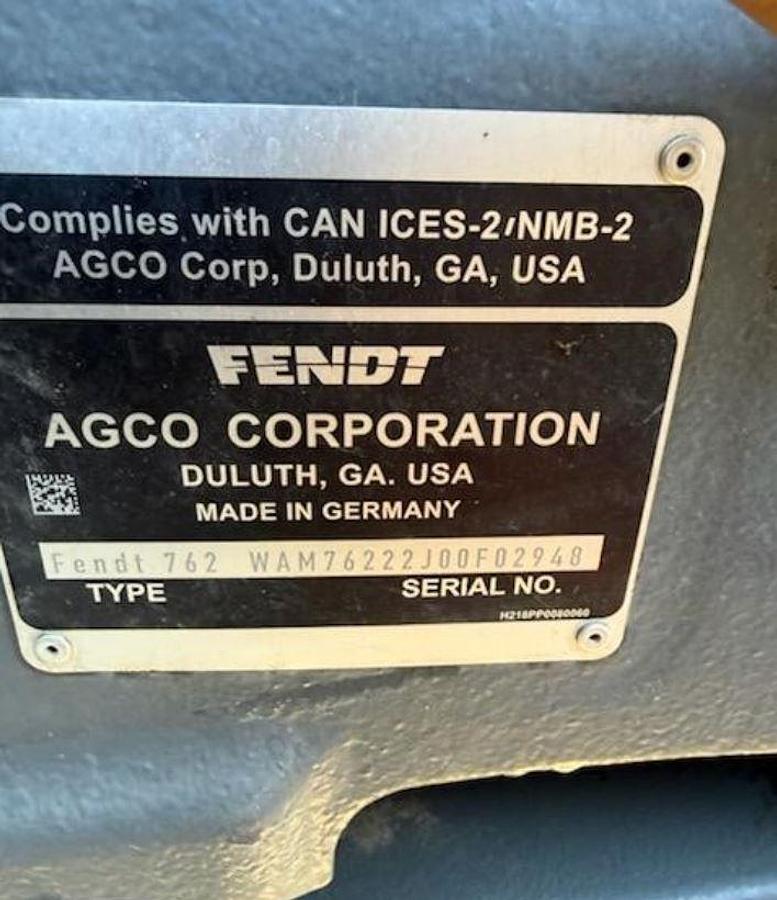 Complies with CAN ICES-2/NMB-2
AGCO Corp, Duluth, GA, USA
FENDT
AGCO CORPORATION
DULUTH, GA. USA
MADE IN GERMANY
Fendt 762 WAM76222J00F02948
TYPE SERIAL NO.